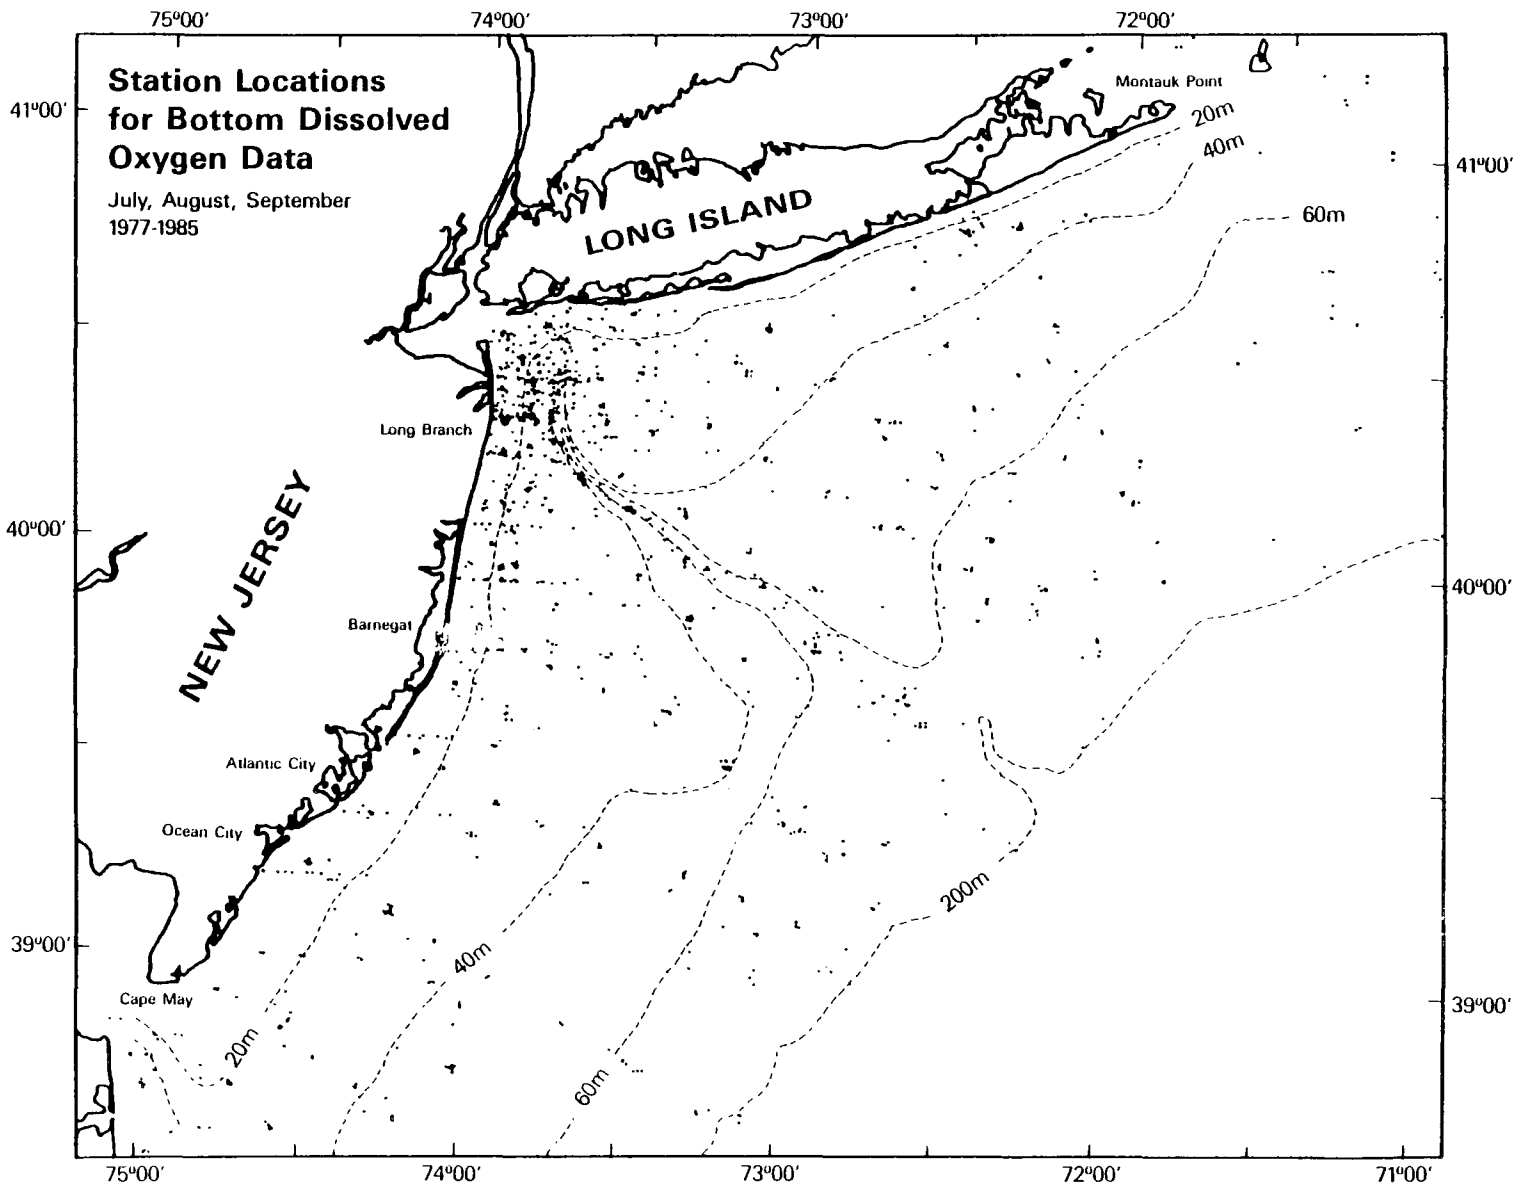 75°00'
74°00'
73°00'
72°00'
Station Locations
for Bottom Dissolved
Oxygen Data
July, August, September
1977-1985
41°00'
Montauk Point
20m
40m
41°00'
LONG ISLAND
60m
Long Branch
NEW JERSEY
40°00'
40°00'
Barnegat
Atlantic City
Ocean City
200m
39°00'
40m
Cape May
39°00'
20m
60m
75°00'
74°00'
73°00'
72°00'
71°00'